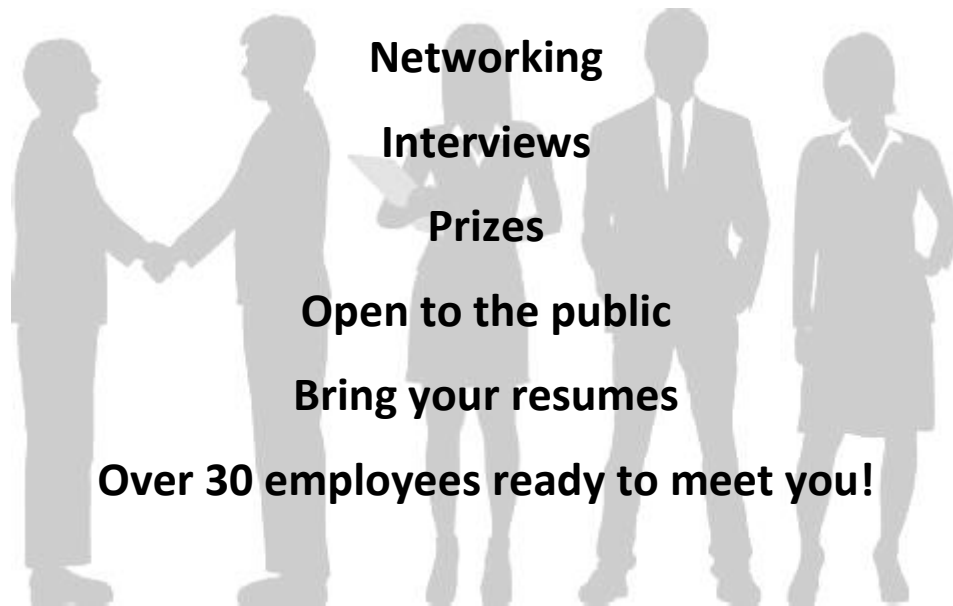 Networking
Interviews
Prizes
Open to the public
Bring your resumes
Over 30 employees ready to meet you!